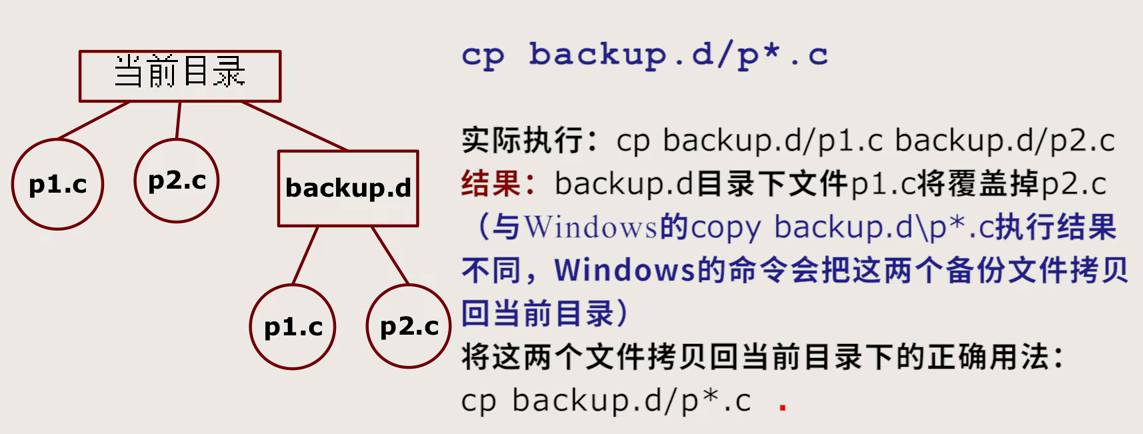 当前目录
p1.c
p2.c
backup.d
p1.c
p2.c
cp backup.d/p*.c
实际执行：cp backup.d/p1.c backup.d/p2.c
结果：backup.d目录下文件p1.c将覆盖掉p2.c
（与Windows的copy backup.d\p*.c执行结果
不同，Windows的命令会把这两个备份文件拷贝
回当前目录）
将这两个文件拷贝回当前目录下的正确用法：
cp backup.d/p*.c .